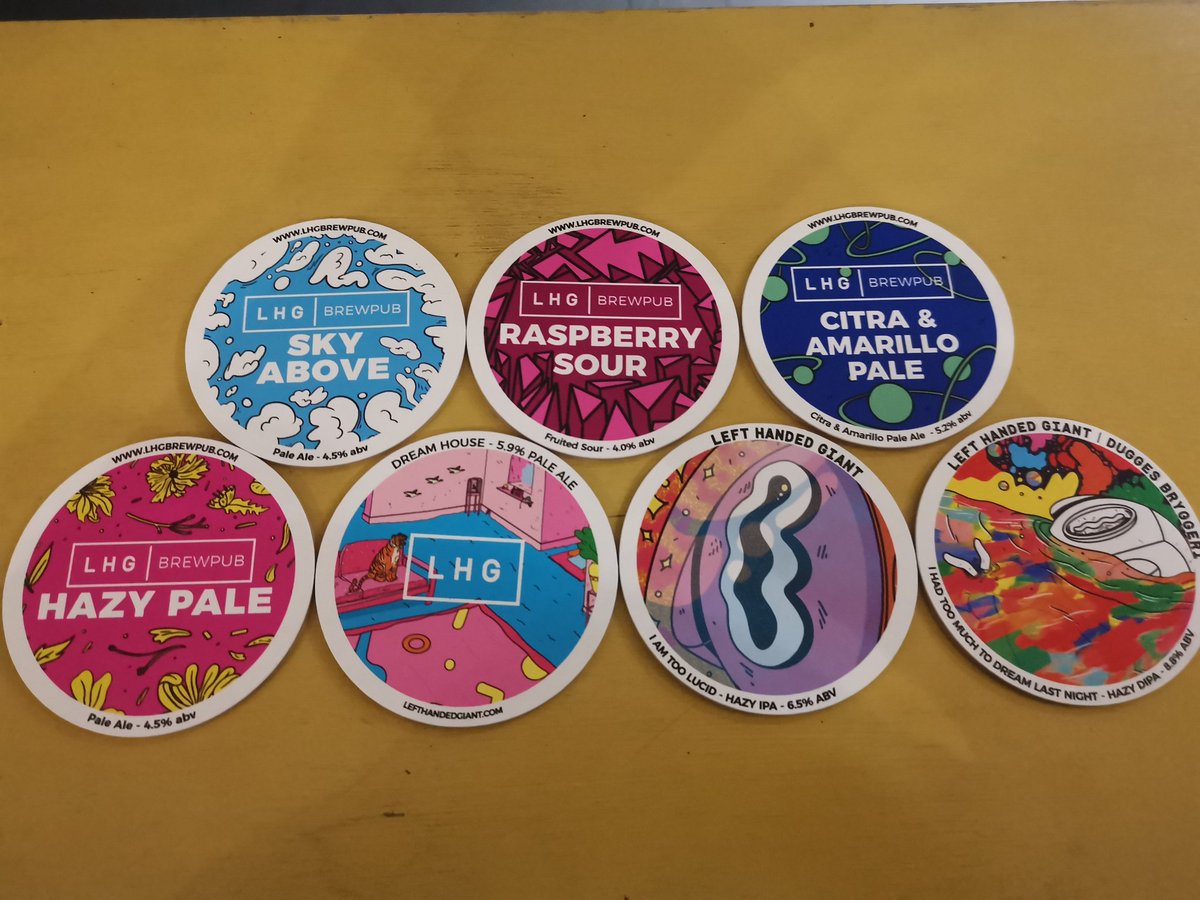 WWW.LHGBREWPUB.COM
LHG BREWPUB
SKY
ABOVE
Pale Ale - 4.5% abv
WWW.LHGBREWPUB.COM
LHG BREWPUB
RASPBERRY
SOUR
Fruited Sour - 4.0% abv
WWW.LHGBREWPUB.COM
LHG BREWPUB
CITRA &
AMARILLO
PALE
Citra & Amarillo Pale Ale - 5.2% abv
WWW.LHGBREWPUB.COM
LHG BREWPUB
HAZY PALE
Pale Ale - 4.5% abv
DREAM HOUSE - 5.9% PALE ALE
LHG
LEFTHANDEDGIANT.COM
LEFT HANDED GIANT
I AM TOO LUCID - HAZY IPA - 6.5% ABV
LEFT HANDED GIANT | DUGGES BRYGGERI
I HAD TOO MUCH TO DREAM LAST NIGHT - HAZY DIPA - 8.8% ABV